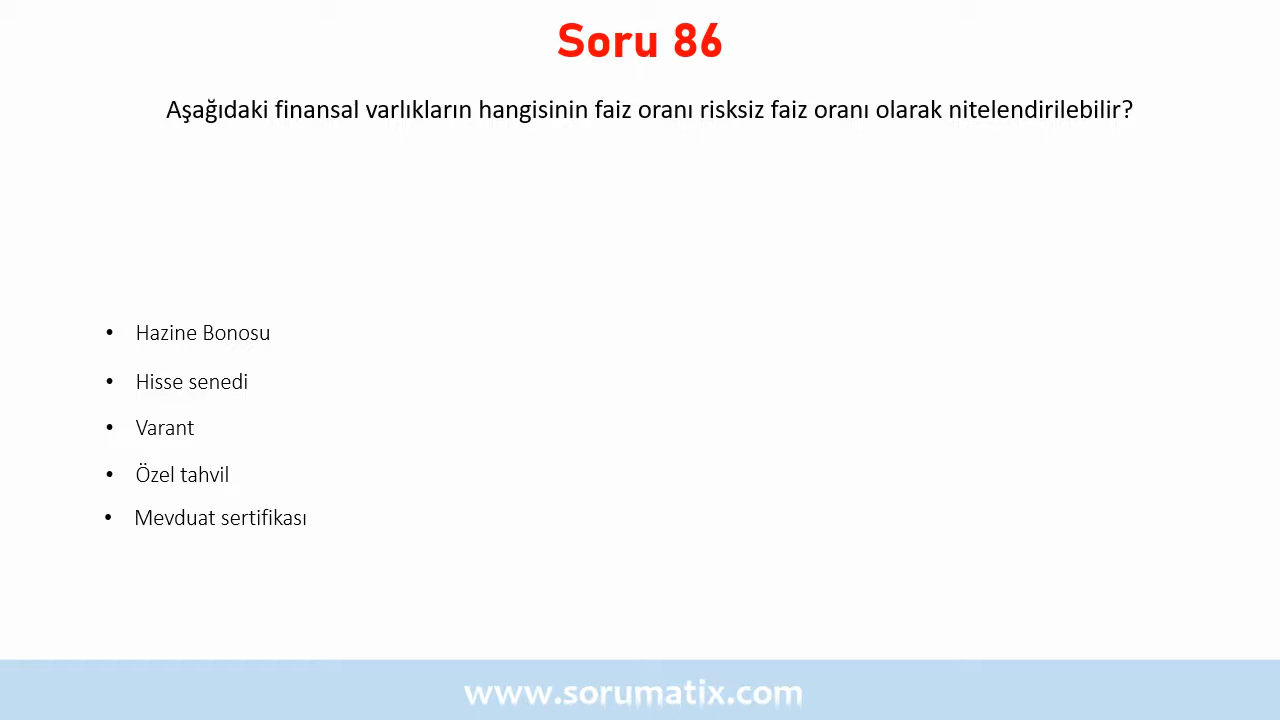 Soru 86
Aşağıdaki finansal varlıkların hangisinin faiz oranı risksiz faiz oranı olarak nitelendirilebilir?
• Hazine Bonosu
• Hisse senedi
• Varant
• Özel tahvil
• Mevduat sertifikası
www.sorumatix.com